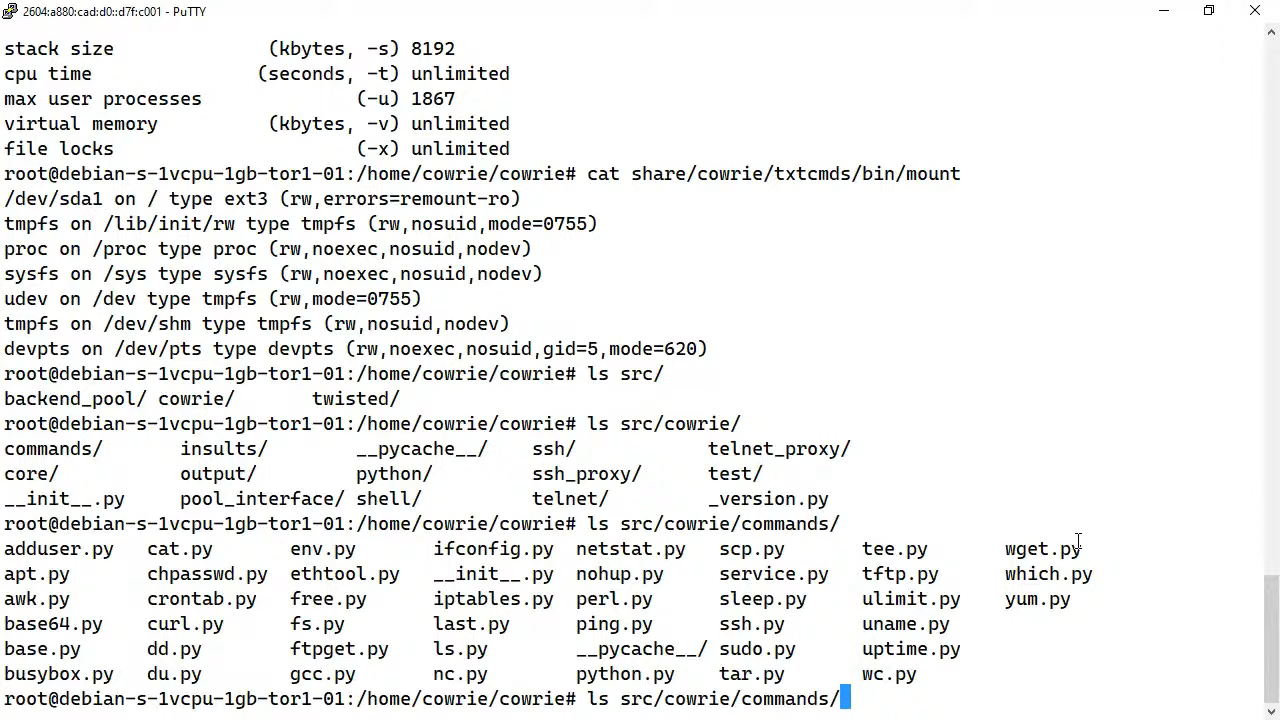 2604:a880:cad:d0::d7f:c001 - PuTTY
stack size (kbytes, -s) 8192
cpu time (seconds, -t) unlimited
max user processes (-u) 1867
virtual memory (kbytes, -v) unlimited
file locks (-x) unlimited
root@debian-s-1vcpu-1gb-tor1-01:/home/cowrie/cowrie# cat share/cowrie/txtcmds/bin/mount
/dev/sda1 on / type ext3 (rw,errors=remount-ro)
tmpfs on /lib/init/rw type tmpfs (rw,nosuid,mode=0755)
proc on /proc type proc (rw,noexec,nosuid,nodev)
sysfs on /sys type sysfs (rw,noexec,nosuid,nodev)
udev on /dev type tmpfs (rw,mode=0755)
tmpfs on /dev/shm type tmpfs (rw,nosuid,nodev)
devpts on /dev/pts type devpts (rw,noexec,nosuid,gid=5,mode=620)
root@debian-s-1vcpu-1gb-tor1-01:/home/cowrie/cowrie# ls src/
backend_pool/ cowrie/ twisted/
root@debian-s-1vcpu-1gb-tor1-01:/home/cowrie/cowrie# ls src/cowrie/
commands/ insults/ __pycache__/ ssh/ telnet_proxy/
core/ output/ python/ ssh_proxy/ test/
__init__.py pool_interface/ shell/ telnet/ _version.py
root@debian-s-1vcpu-1gb-tor1-01:/home/cowrie/cowrie# ls src/cowrie/commands/
adduser.py cat.py env.py ifconfig.py netstat.py scp.py tee.py wget.py
apt.py chpasswd.py ethtool.py __init__.py nohup.py service.py tftp.py which.py
awk.py crontab.py free.py iptables.py perl.py sleep.py ulimit.py yum.py
base64.py curl.py fs.py last.py ping.py ssh.py uname.py
base.py dd.py ftpget.py ls.py __pycache__/ sudo.py uptime.py
busybox.py du.py gcc.py nc.py python.py tar.py wc.py
root@debian-s-1vcpu-1gb-tor1-01:/home/cowrie/cowrie# ls src/cowrie/commands/